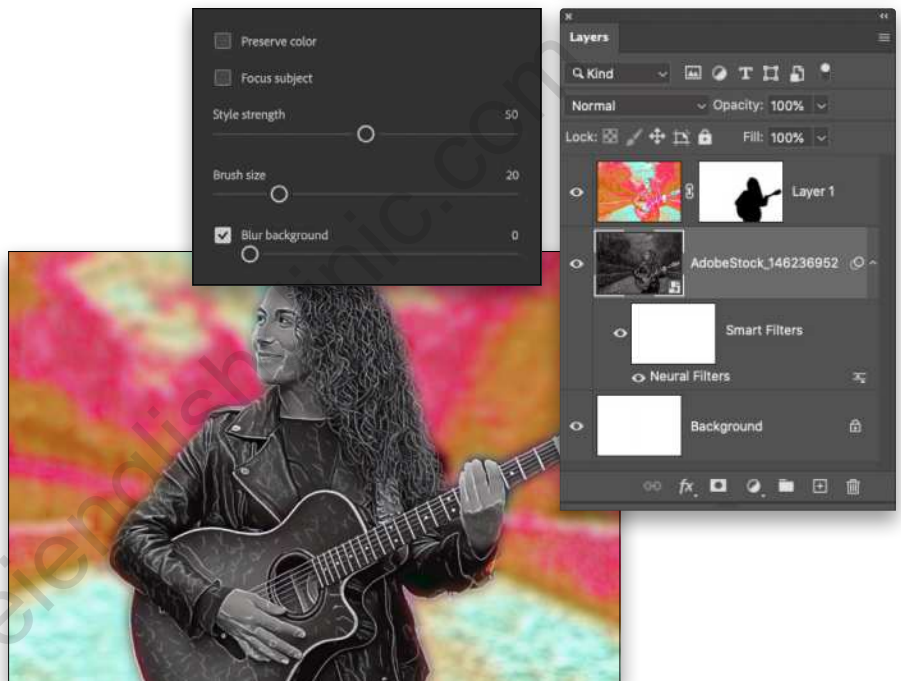 Preserve color
Focus subject
Style strength 50
Brush size 20
Blur background 0
Layers
Kind
Normal Opacity: 100%
Lock: Fill: 100%
Layer 1
AdobeStock_146236952
Smart Filters
Neural Filters
Background
fx